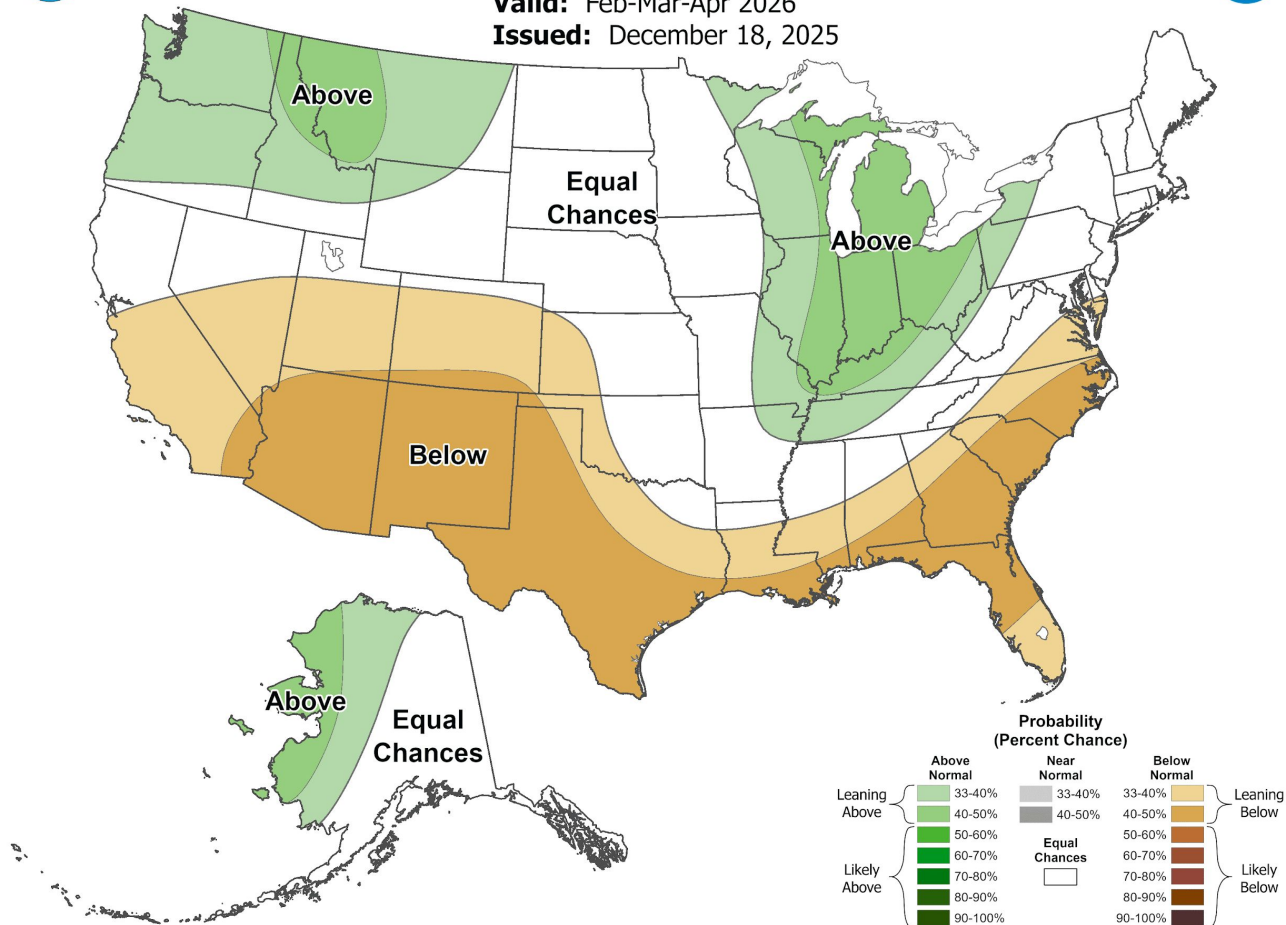 Valid: Feb-Mar-Apr 2026
Issued: December 18, 2025
Above
Equal
Chances
Above
Below
Above
Equal
Chances
Probability
(Percent Chance)
Above
Normal
Near
Normal
Below
Normal
Leaning
Above
33-40%
33-40%
33-40%
Leaning
Below
40-50%
40-50%
40-50%
Likely
Above
50-60%
Equal
Chances
50-60%
Likely
Below
60-70%
60-70%
70-80%
70-80%
80-90%
80-90%
90-100%
90-100%